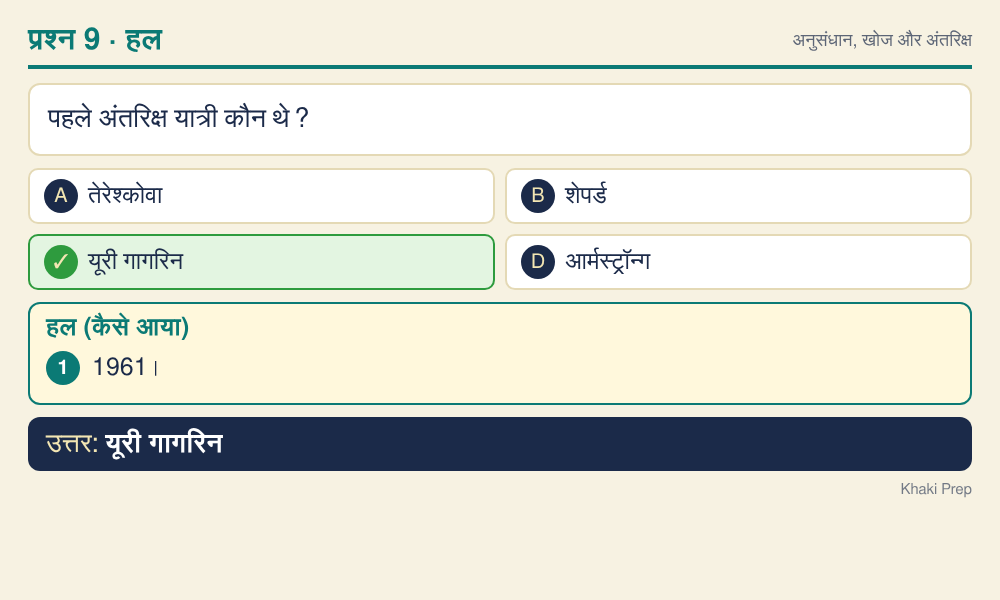 प्रश्न 9 · हल
अनुसंधान, खोज और अंतरिक्ष
पहले अंतरिक्ष यात्री कौन थे ?
A तेरेश्कोवा
B शेपर्ड
✓ यूरी गागरिन
D आर्मस्ट्रॉन्ग
हल (कैसे आया)
1 1961।
उत्तर: यूरी गागरिन
Khaki Prep